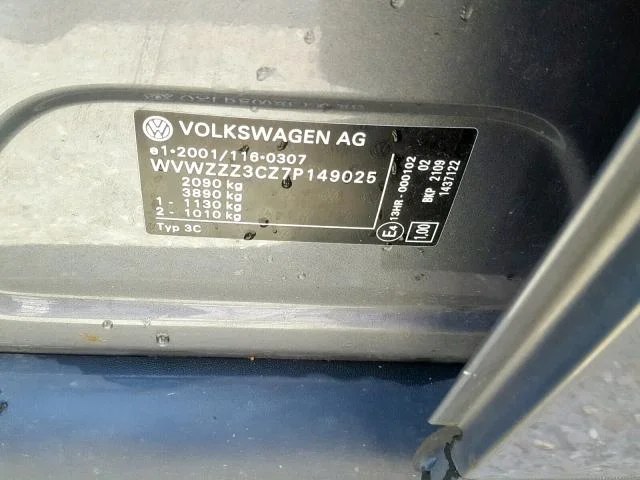 VOLKSWAGEN AG
e1*2001/116*0307
WVWZZZ3CZ7P149025
2090 kg
3890 kg
1 - 1130 kg
2 - 1010 kg
Typ 3C
E4
13HR - 000102
02
BKP 2109
1437122
1.00